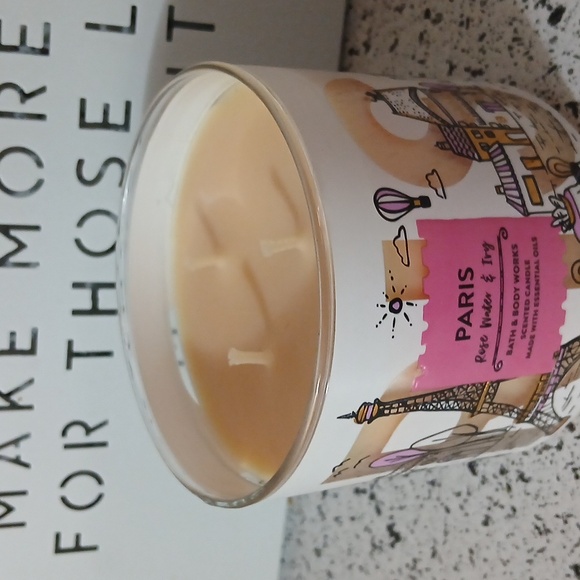 MAKE MORE
FOR THOSE
PARIS
Rose Water & Ivy
BATH & BODY WORKS
SCENTED CANDLE
MADE WITH ESSENTIAL OILS